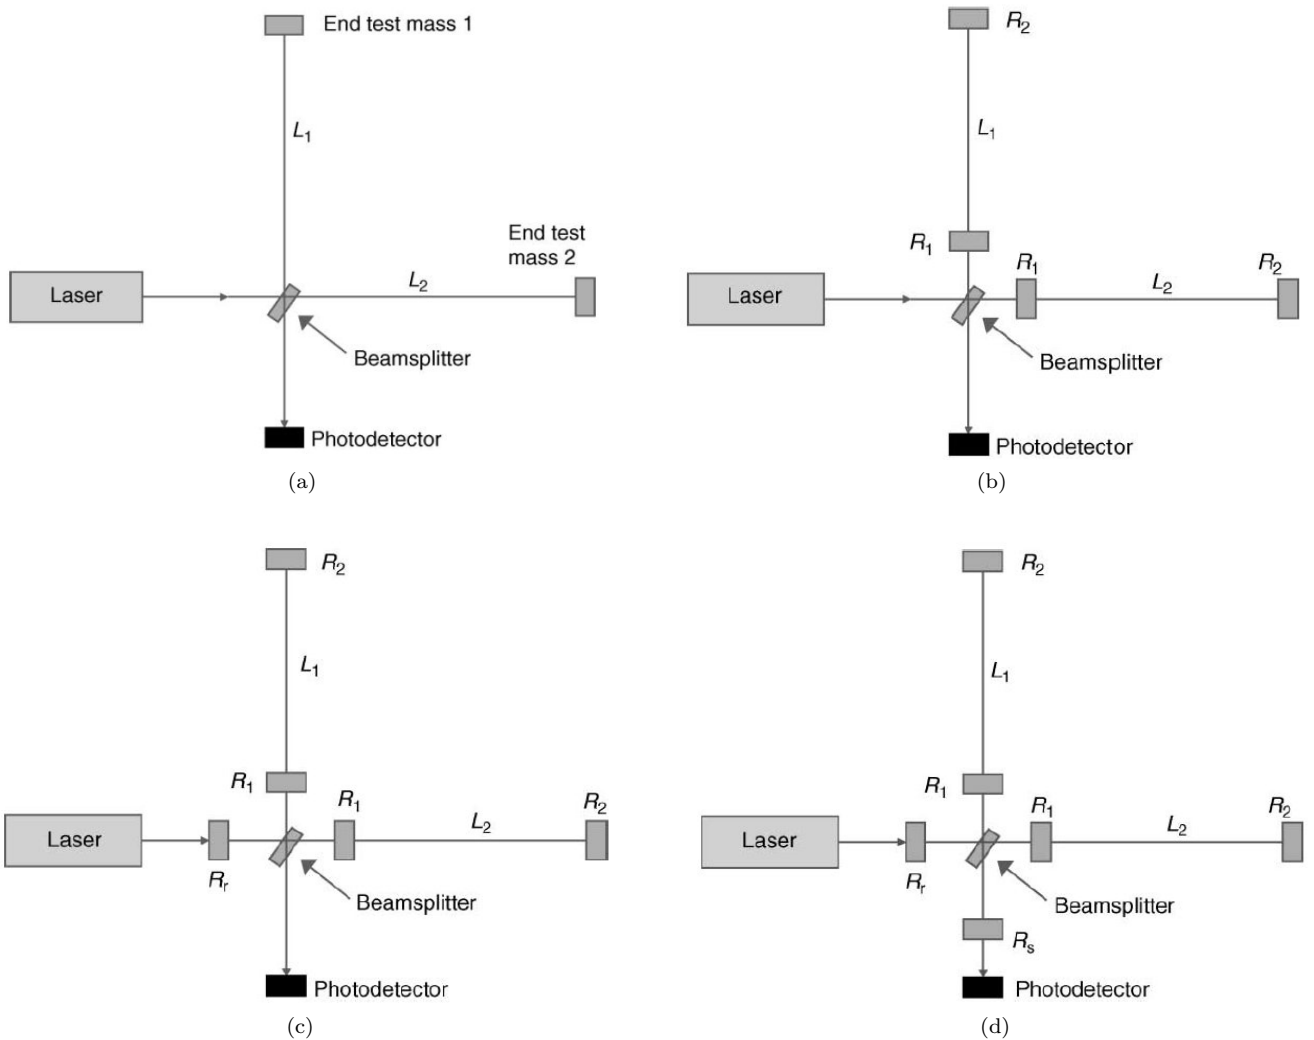 End test mass 1
L1
End test
mass 2
Laser
L2
Beamsplitter
Photodetector
(a)
R2
L1
R1
R1
R2
Laser
L2
Beamsplitter
Photodetector
(b)
R2
L1
R1
R1
R2
Laser
L2
Rr
Beamsplitter
Photodetector
(c)
R2
L1
R1
R1
R2
Laser
L2
Rr
Beamsplitter
Rs
Photodetector
(d)